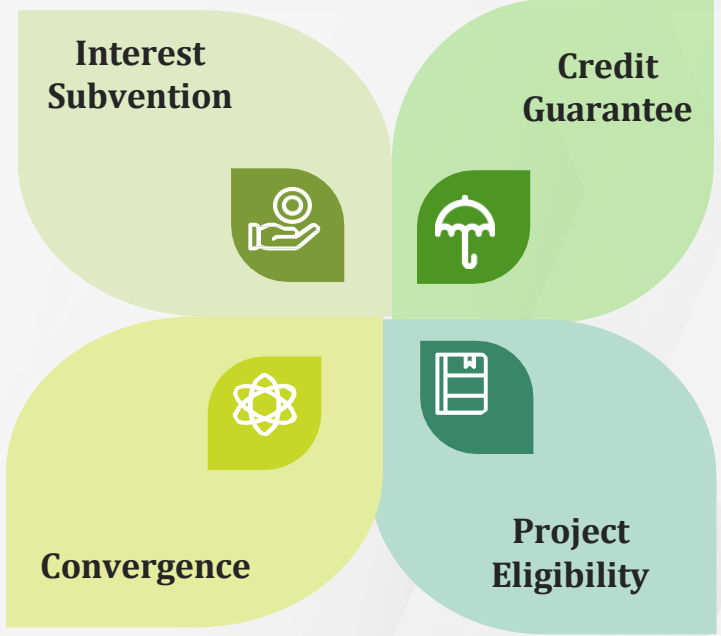 Interest
Subvention
Credit
Guarantee
Convergence
Project
Eligibility